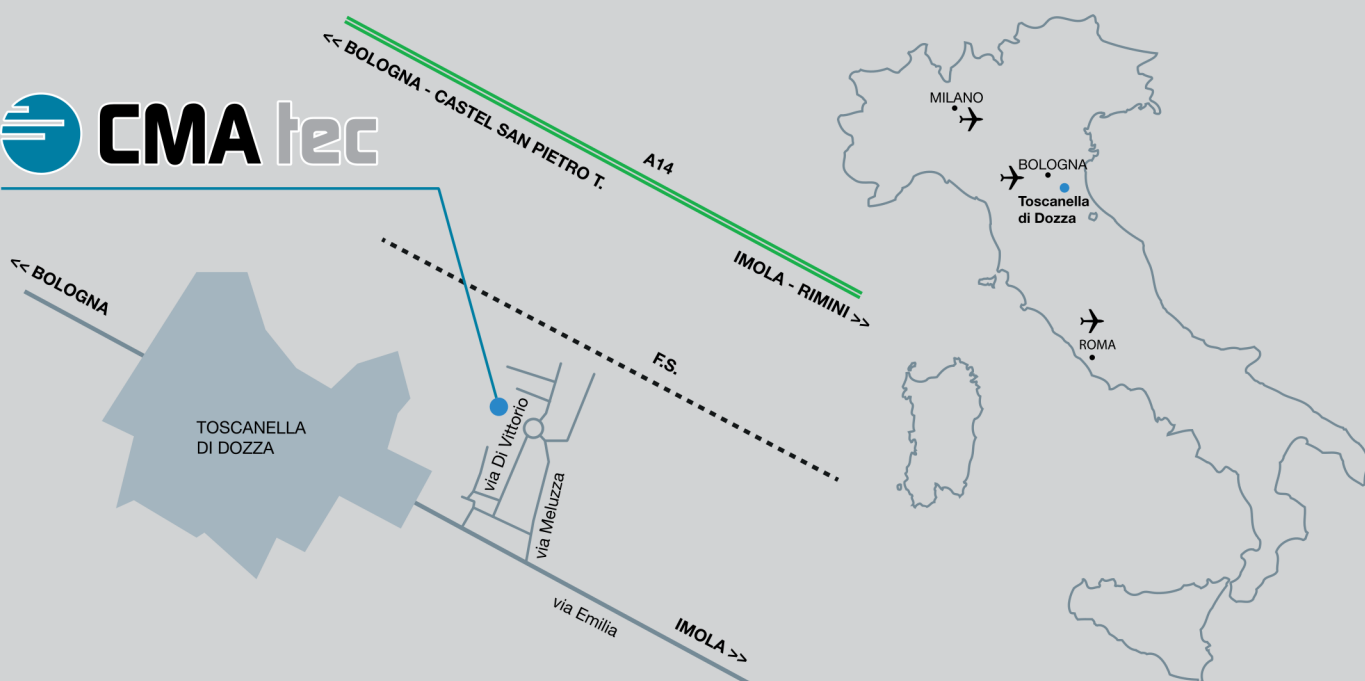 CMA tec
<< BOLOGNA - CASTEL SAN PIETRO T.
A14
IMOLA - RIMINI >>
<< BOLOGNA
F.S.
TOSCANELLA
DI DOZZA
via Di Vittorio
via Meluzza
via Emilia
IMOLA >>
MILANO
BOLOGNA
Toscanella
di Dozza
ROMA